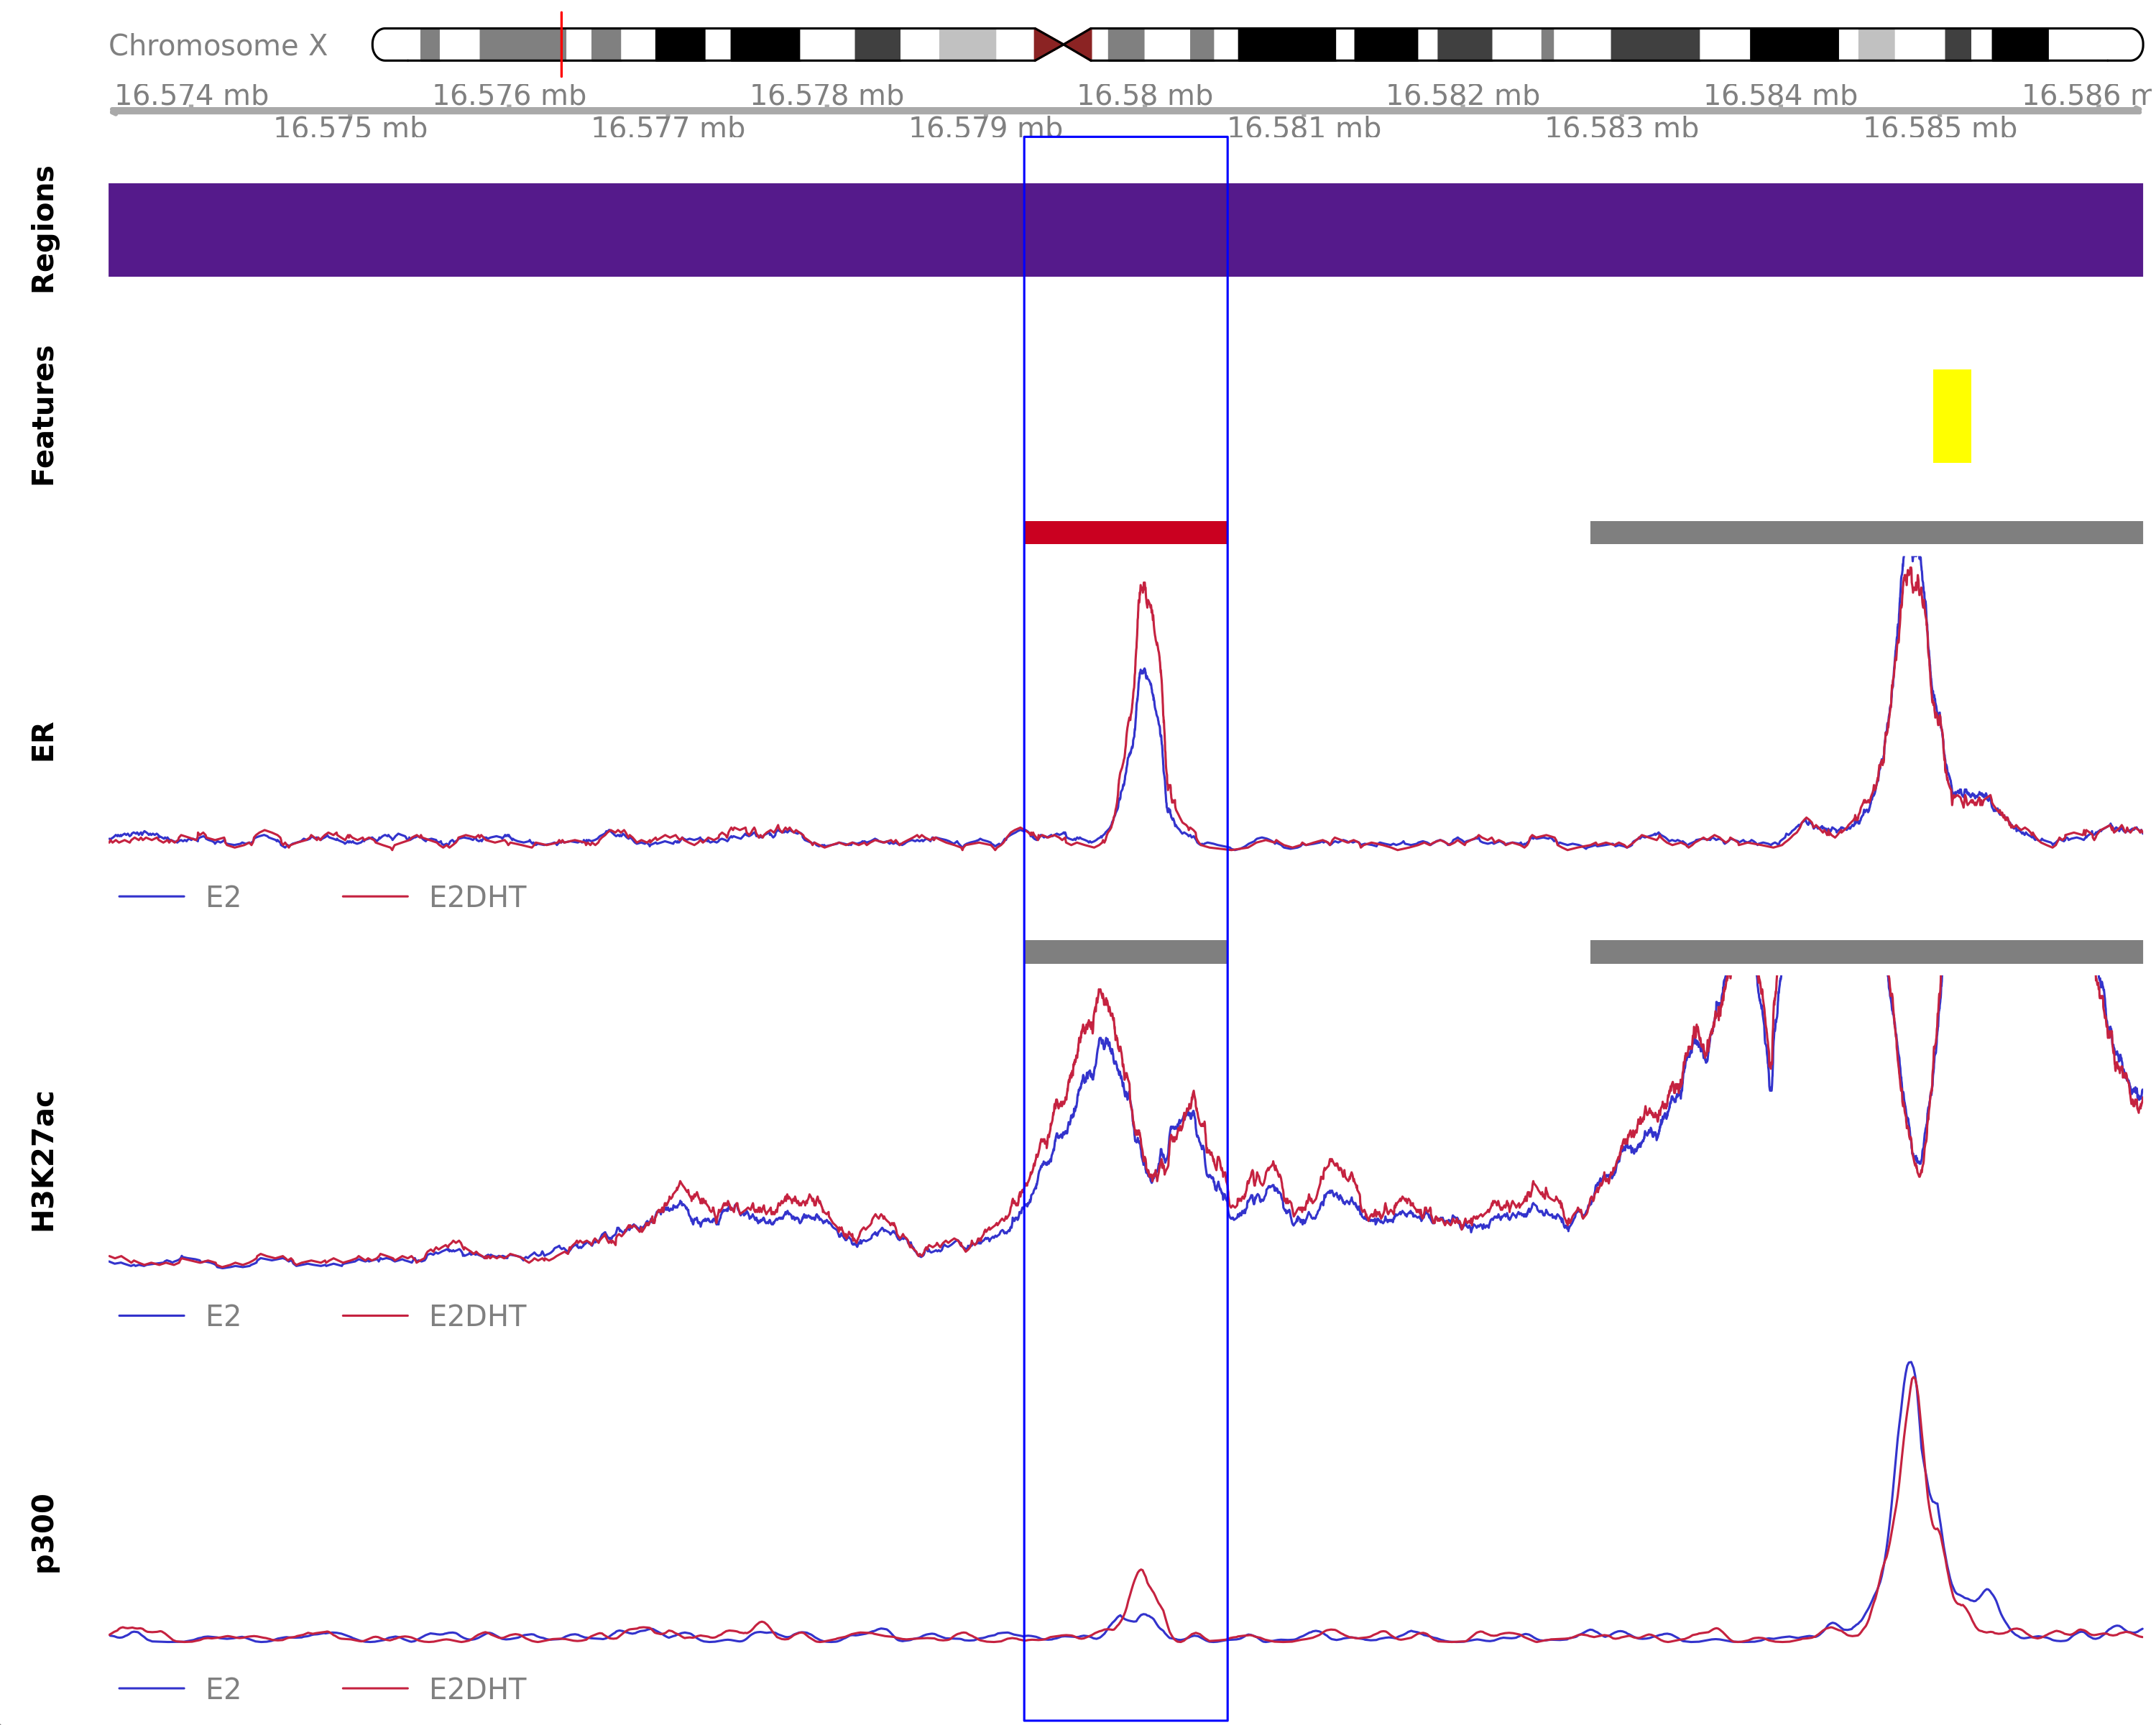 Chromosome X
16.574 mb 16.576 mb 16.578 mb 16.58 mb 16.582 mb 16.584 mb 16.586 m
16.575 mb 16.577 mb 16.579 mb 16.581 mb 16.583 mb 16.585 mb
Regions
Features
ER
E2 E2DHT
H3K27ac
E2 E2DHT
p300
E2 E2DHT